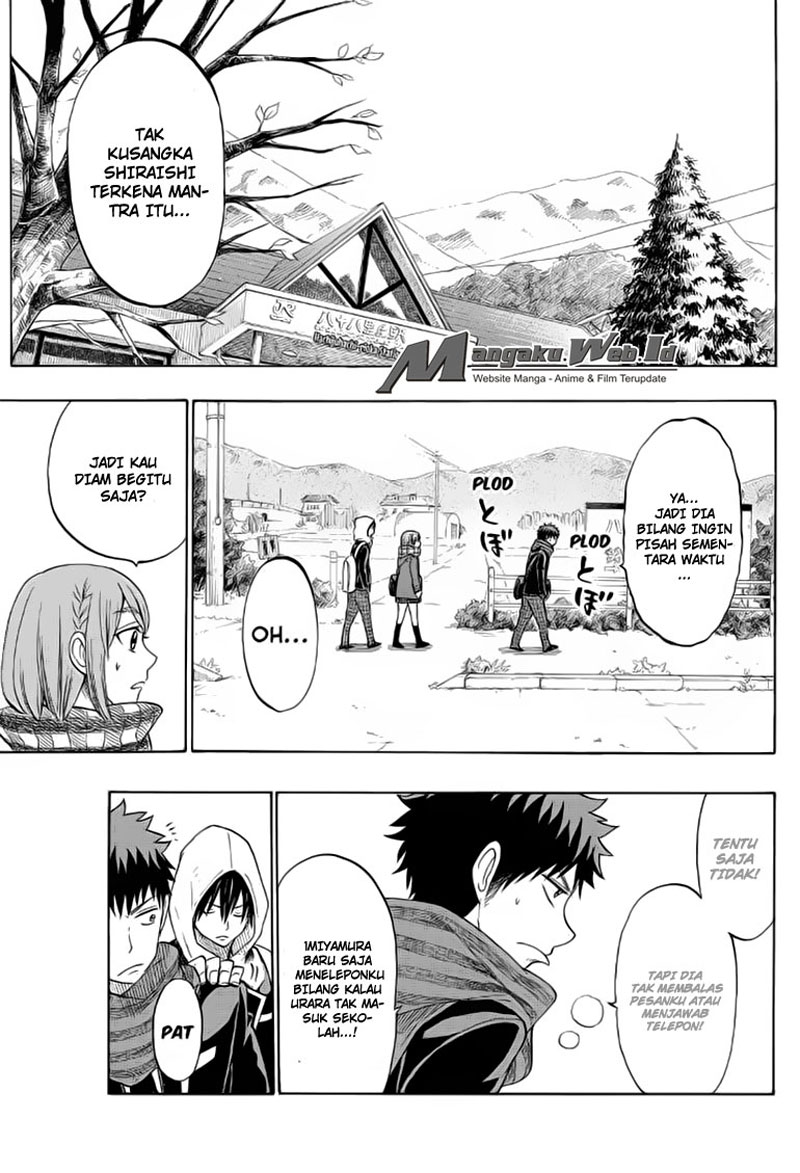 TAK
KUSANGKA
SHIRAISHI
TERKENA MAN-
TRA ITU...
Mangaku.Web.Id
Website Manga - Anime & Film Terupdate
YA...
JADI DIA
BILANG INGIN
PISAH SEMEN-
TARA WAKTU
...
PLOD
とぼ
PLOD
とぼ
OH...
JADI KAU
DIAM BEGITU
SAJA?
TENTU
SAJA
TIDAK!
TAPI DIA
TAK MEMBALAS
PESANKU ATAU
MENJAWAB
TELEPON!
!MIYAMURA
BARU SAJA
MENELEPONKU
BILANG KALAU
URARA TAK MA-
SUK SEKO-
LAH...!
PAT